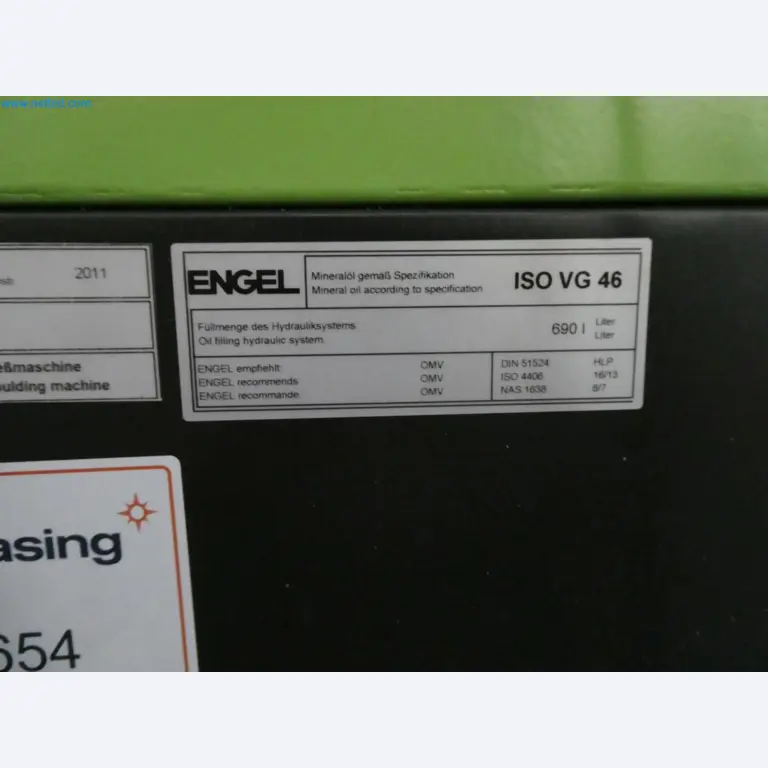 2011
eßmaschine
oulding machine
ENGEL
Mineralöl gemäß Spezifikation
Mineral oil according to specification
ISO VG 46
Füllmenge des Hydrauliksystems
Oil filling hydraulic system
690 l
Liter
Liter
ENGEL empfiehlt OMV DIN 51524 HLP
ENGEL recommends OMV ISO 4406 16/13
ENGEL recommande OMV NAS 1638 8/7
asing
654